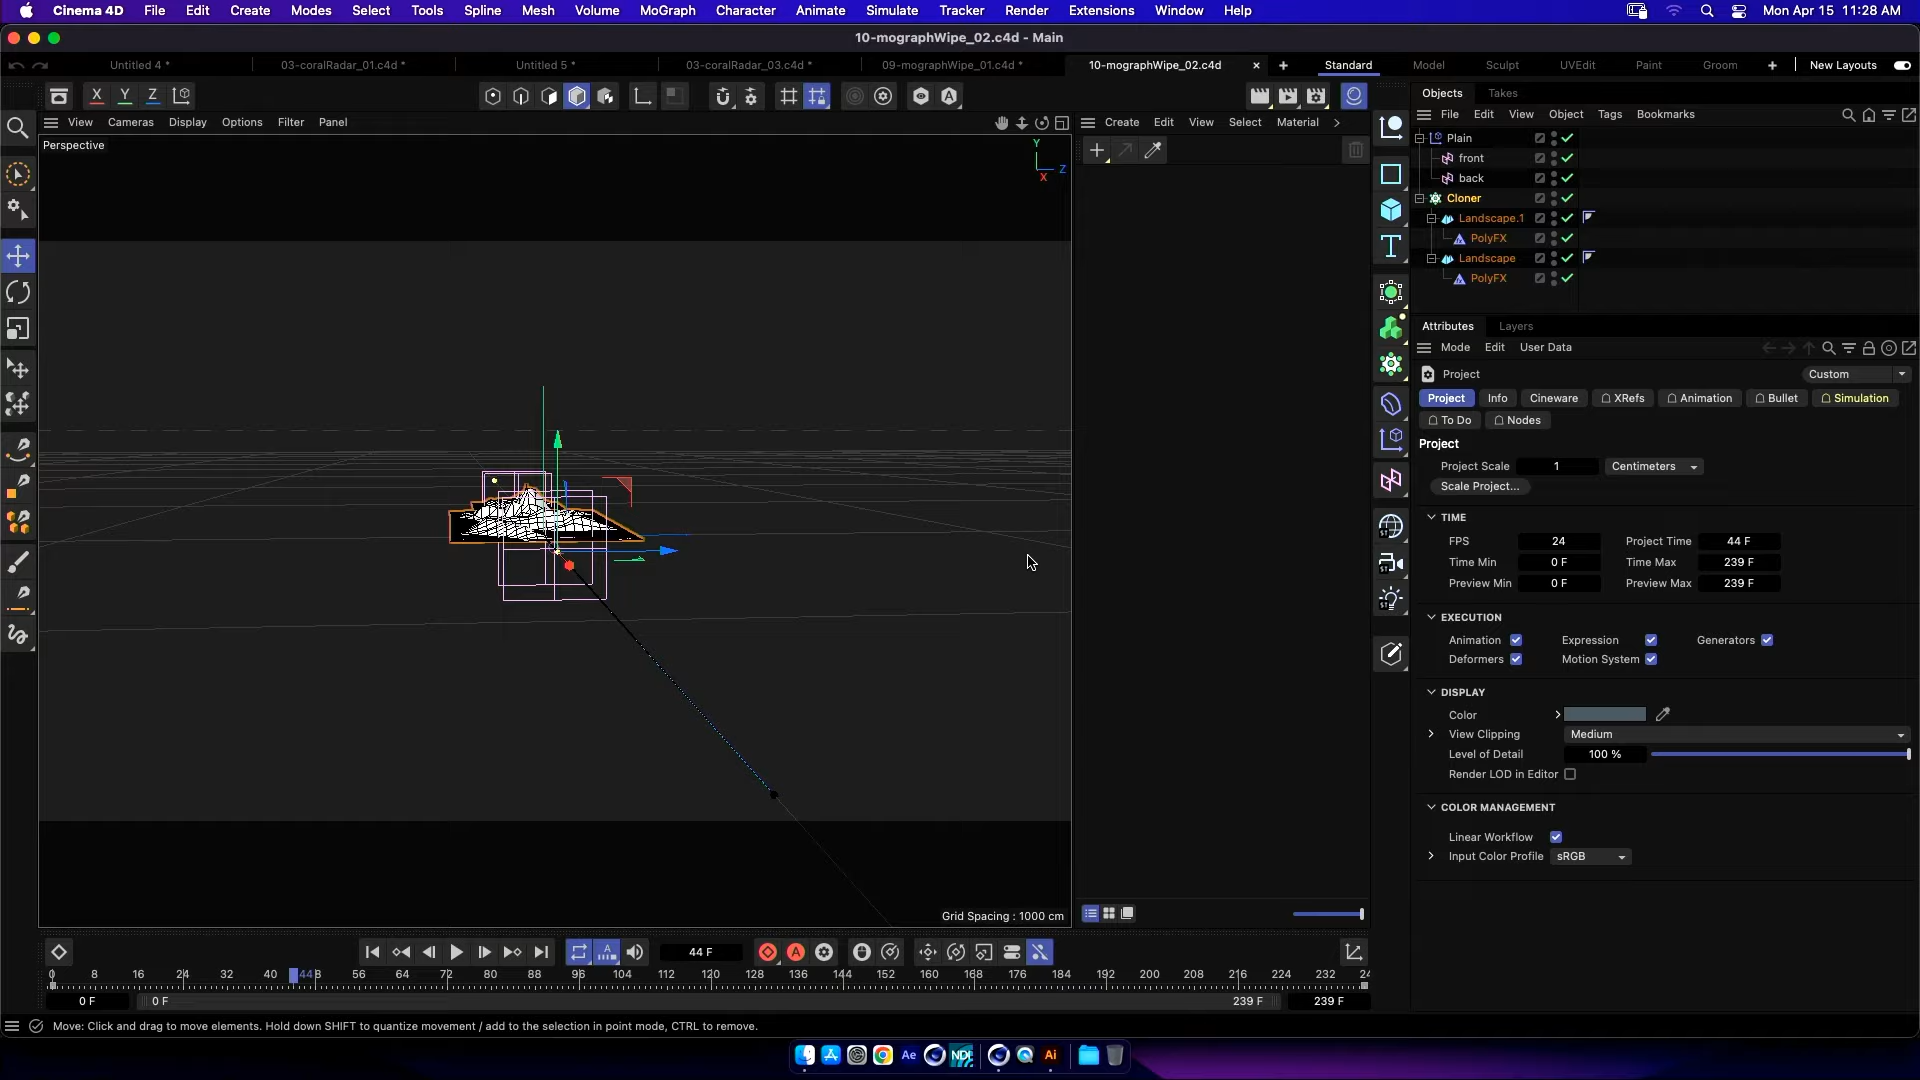 Cinema 4D File Edit Create Modes Select Tools Spline Mesh Volume MoGraph Character Animate Simulate Tracker Render Extensions Window Help Mon Apr 15 11:28 AM
10-mographWipe_02.c4d - Main
Untitled 4 * 03-coralRadar_01.c4d * Untitled 5 * 03-coralRadar_03.c4d * 09-mographWipe_01.c4d * 10-mographWipe_02.c4d × + Standard Model Sculpt UVEdit Paint Groom + New Layouts
X Y Z
Objects Takes
File Edit View Object Tags Bookmarks
View Cameras Display Options Filter Panel
Create Edit View Select Material
Perspective
Y
Z
X
Plain
front
back
Cloner
Landscape.1
PolyFX
Landscape
PolyFX
Attributes Layers
Mode Edit User Data
Project Custom
Project Info Cineware XRefs Animation Bullet Simulation
To Do Nodes
Project
Project Scale 1 Centimeters
Scale Project...
TIME
FPS 24 Project Time 44 F
Time Min 0 F Time Max 239 F
Preview Min 0 F Preview Max 239 F
EXECUTION
Animation Expression Generators
Deformers Motion System
DISPLAY
Color
View Clipping Medium
Level of Detail 100 %
Render LOD in Editor
COLOR MANAGEMENT
Linear Workflow
Input Color Profile sRGB
Grid Spacing : 1000 cm
44 F
0 8 16 24 32 40 44 8 56 64 72 80 88 96 104 112 120 128 136 144 152 160 168 176 184 192 200 208 216 224 232 24
0 F 0 F 239 F 239 F
Move: Click and drag to move elements. Hold down SHIFT to quantize movement / add to the selection in point mode, CTRL to remove.
Ae NDI Ai